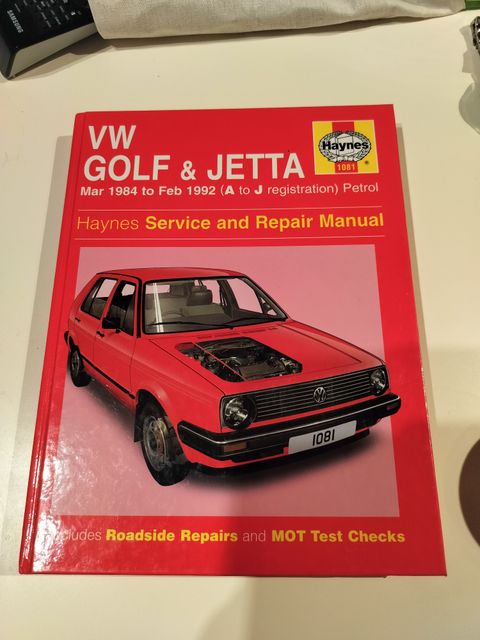 SAMSUNG
VW
GOLF & JETTA
Haynes
1081
Mar 1984 to Feb 1992 (A to J registration) Petrol
Haynes Service and Repair Manual
1081
Includes Roadside Repairs and MOT Test Checks